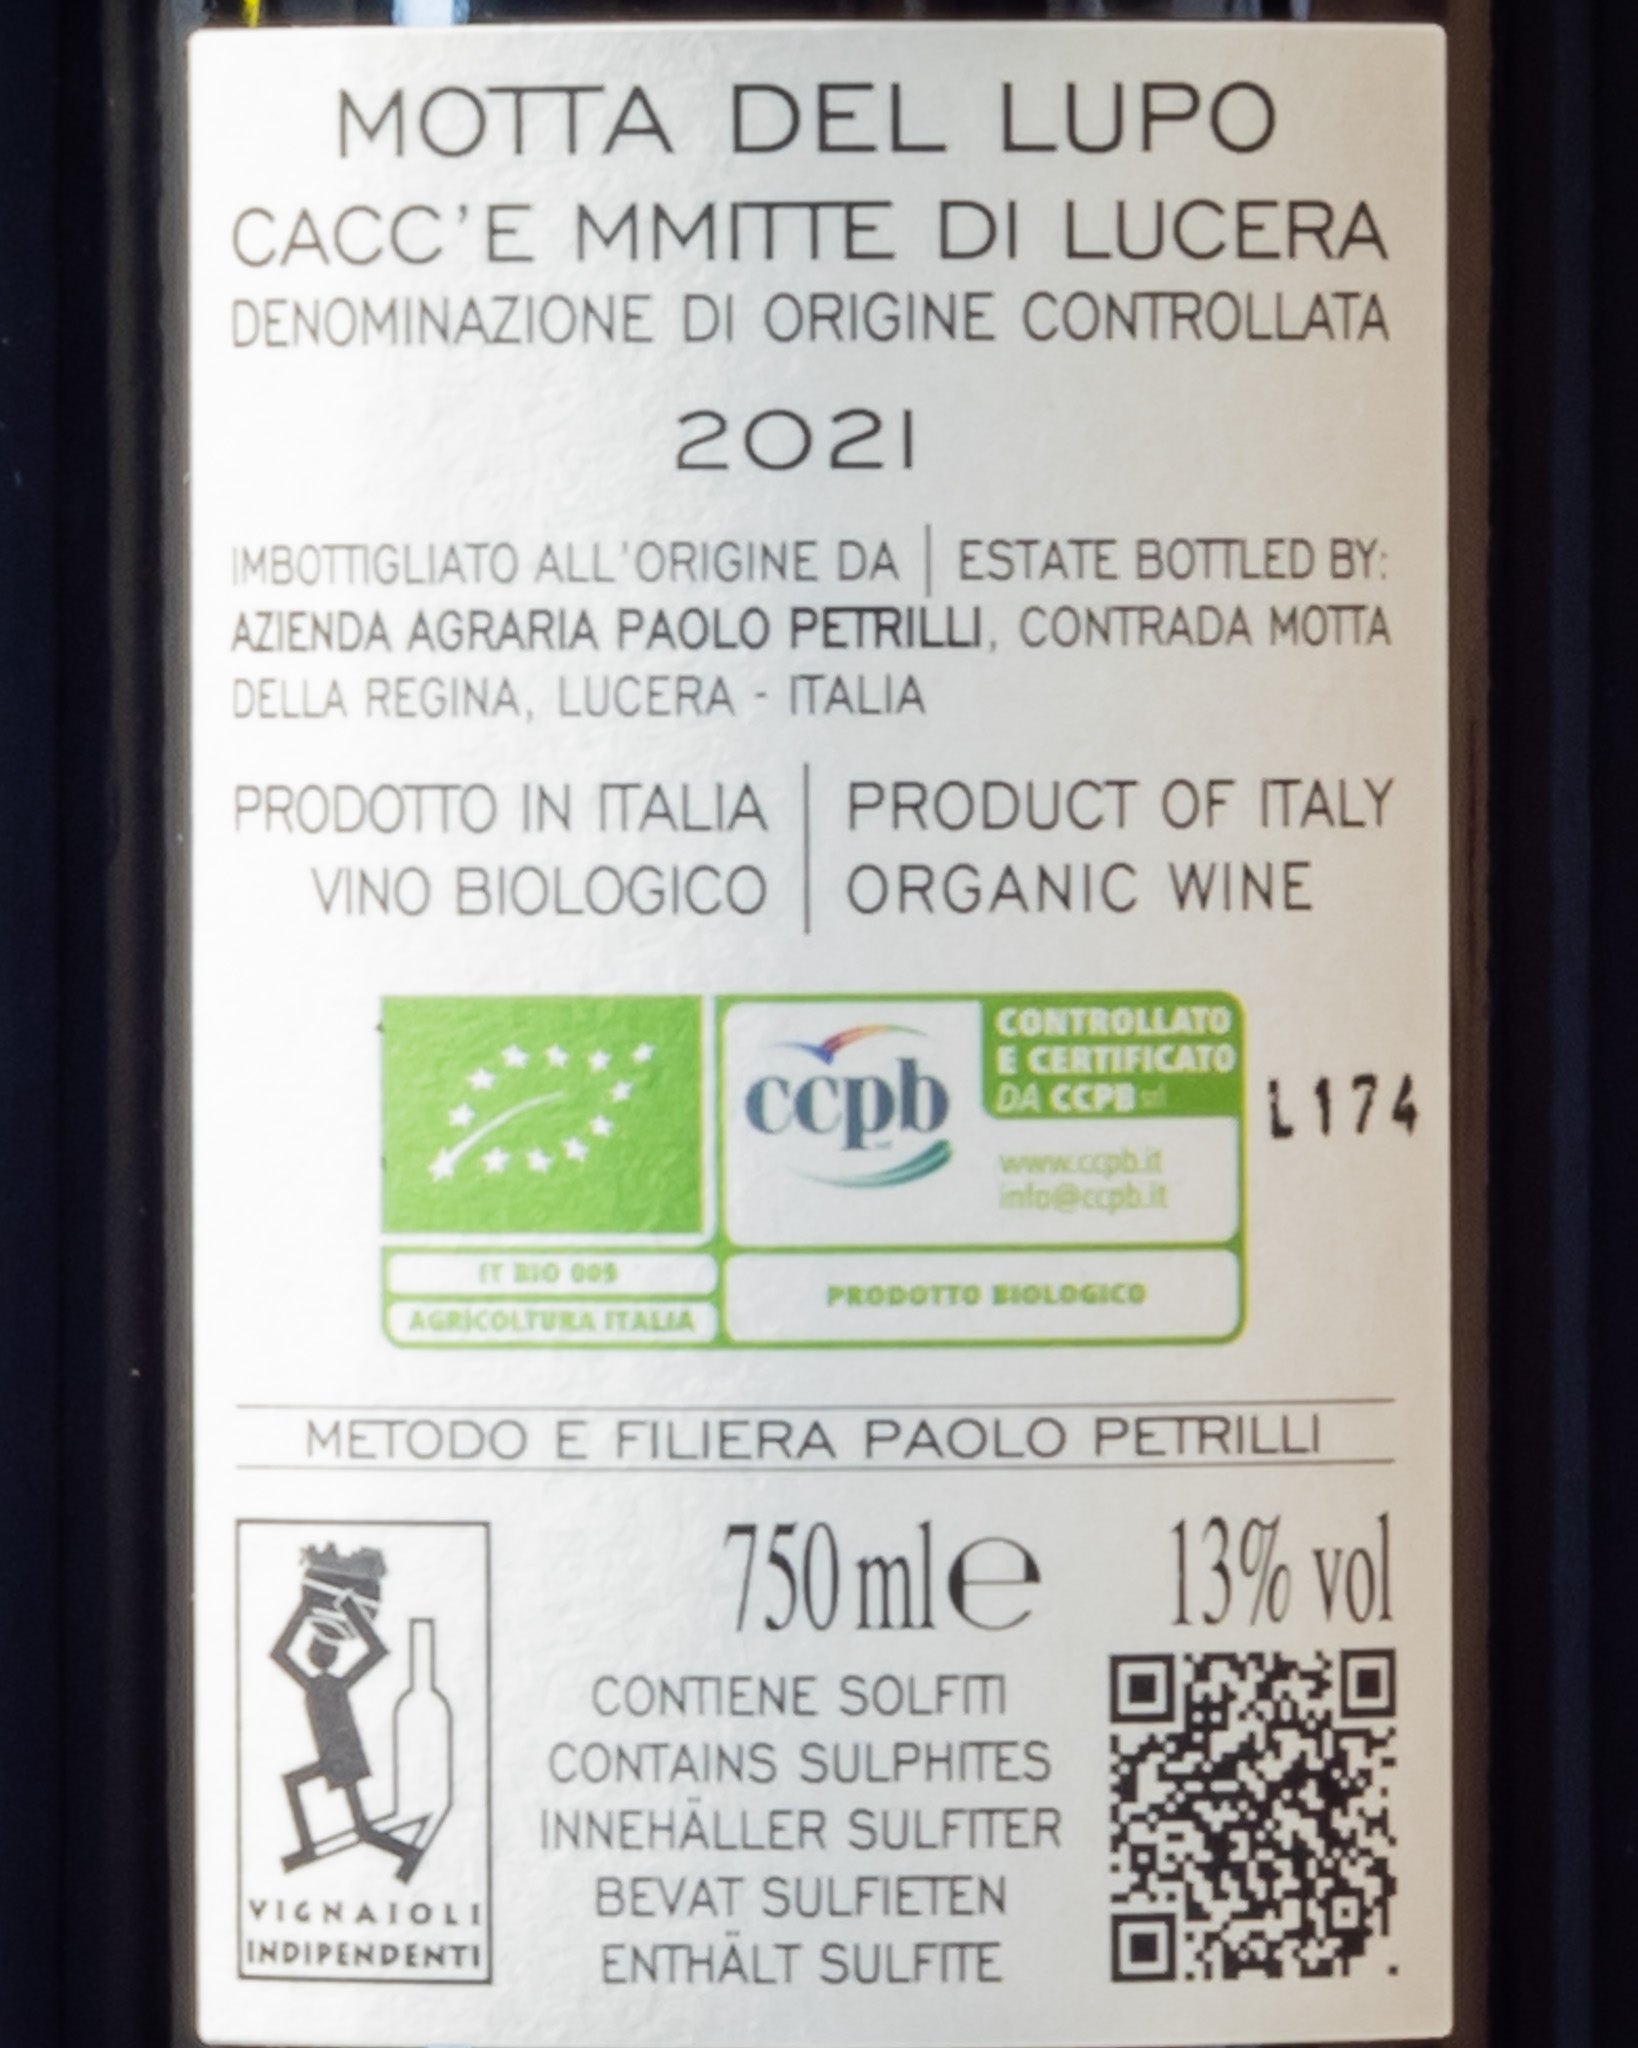 MOTTA DEL LUPO
CACC'E MMITTE DI LUCERA
DENOMINAZIONE DI ORIGINE CONTROLLATA
2021
IMBOTTIGLIATO ALL'ORIGINE DA | ESTATE BOTTLED BY:
AZIENDA AGRARIA PAOLO PETRILLI, CONTRADA MOTTA
DELLA REGINA, LUCERA - ITALIA
PRODOTTO IN ITALIA | PRODUCT OF ITALY
VINO BIOLOGICO | ORGANIC WINE
CONTROLLATO
E CERTIFICATO
DA CCPB srl
ccpb
www.ccpb.it
info@ccpb.it
L174
IT BIO 009
AGRICOLTURA ITALIA
PRODOTTO BIOLOGICO
METODO E FILIERA PAOLO PETRILLI
750 ml e 13% vol
CONTIENE SOLFITI
CONTAINS SULPHITES
INNEHÄLLER SULFITER
BEVAT SULFIETEN
ENTHÄLT SULFITE
VIGNAIOLI
INDIPENDENTI